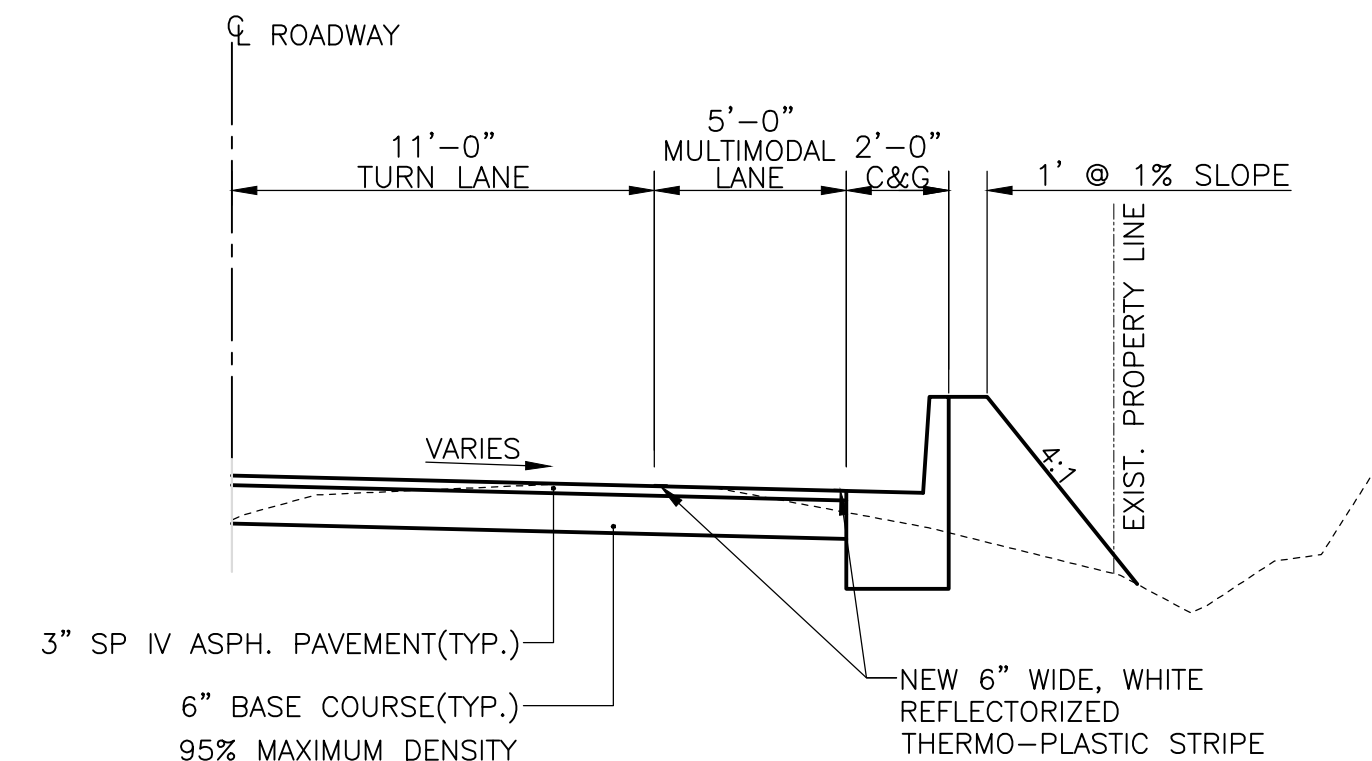 ℄ ROADWAY
11'-0"
TURN LANE
5'-0"
MULTIMODAL
LANE
2'-0"
C&G
1' @ 1% SLOPE
EXIST. PROPERTY LINE
VARIES
4:1
3" SP IV ASPH. PAVEMENT(TYP.)
6" BASE COURSE(TYP.)
95% MAXIMUM DENSITY
NEW 6" WIDE, WHITE
REFLECTORIZED
THERMO-PLASTIC STRIPE